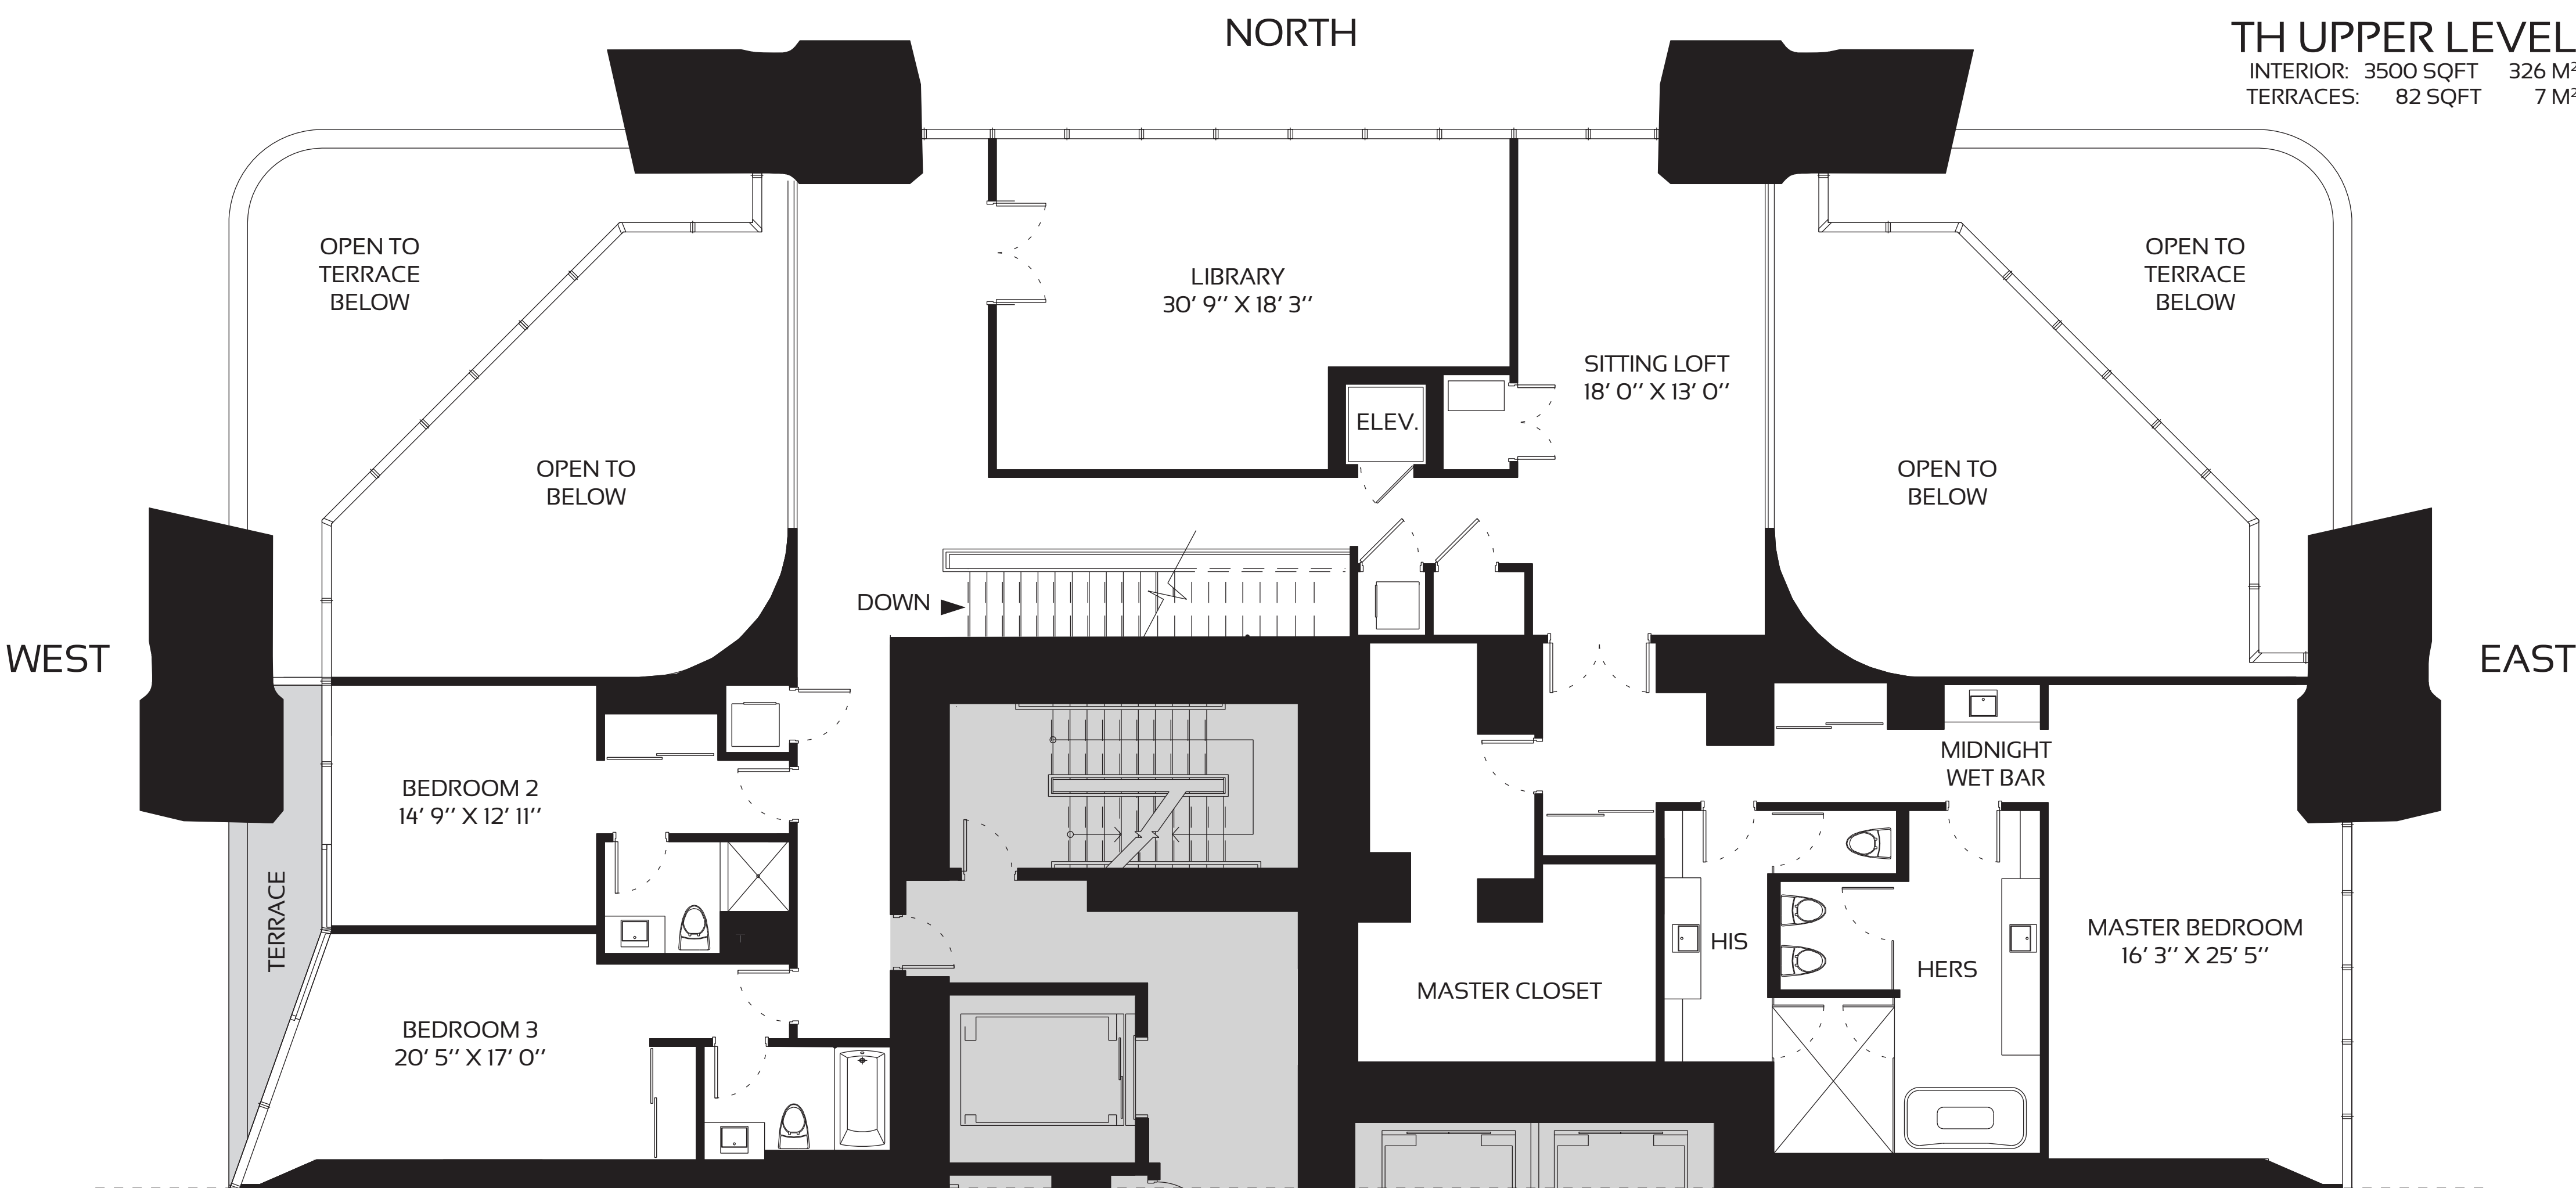 NORTH
TH UPPER LEVEL
INTERIOR: 3500 SQFT 326 M²
TERRACES: 82 SQFT 7 M²
OPEN TO
TERRACE
BELOW
LIBRARY
30’ 9’’ X 18’ 3’’
OPEN TO
TERRACE
BELOW
SITTING LOFT
18’ 0’’ X 13’ 0’’
ELEV.
OPEN TO
BELOW
OPEN TO
BELOW
DOWN
WEST
EAST
MIDNIGHT
WET BAR
BEDROOM 2
14’ 9’’ X 12’ 11’’
TERRACE
MASTER BEDROOM
16’ 3’’ X 25’ 5’’
HIS
HERS
MASTER CLOSET
BEDROOM 3
20’ 5’’ X 17’ 0’’